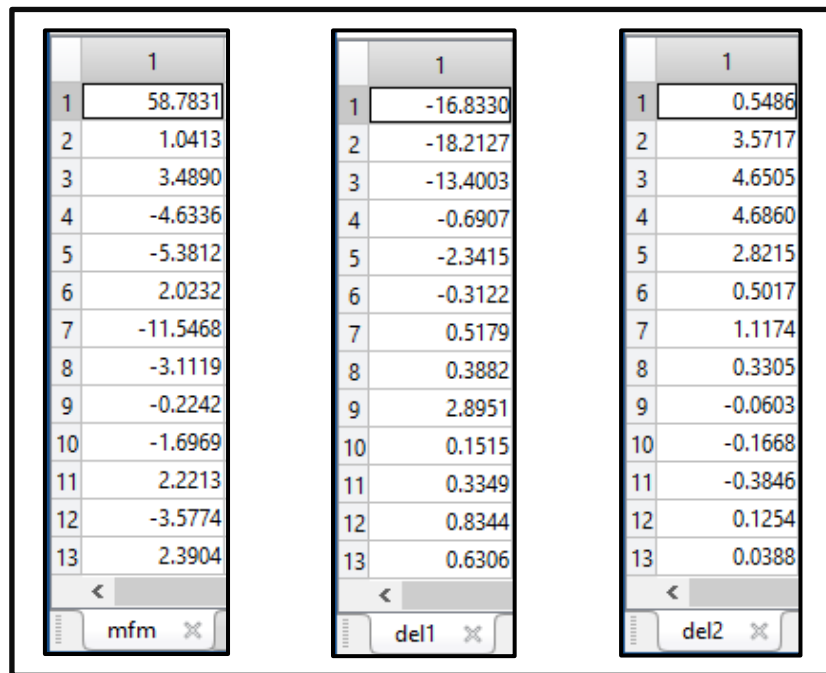 1 1 1
1 58.7831 1 -16.8330 1 0.5486
2 1.0413 2 -18.2127 2 3.5717
3 3.4890 3 -13.4003 3 4.6505
4 -4.6336 4 -0.6907 4 4.6860
5 -5.3812 5 -2.3415 5 2.8215
6 2.0232 6 -0.3122 6 0.5017
7 -11.5468 7 0.5179 7 1.1174
8 -3.1119 8 0.3882 8 0.3305
9 -0.2242 9 2.8951 9 -0.0603
10 -1.6969 10 0.1515 10 -0.1668
11 2.2213 11 0.3349 11 -0.3846
12 -3.5774 12 0.8344 12 0.1254
13 2.3904 13 0.6306 13 0.0388
mfm del1 del2